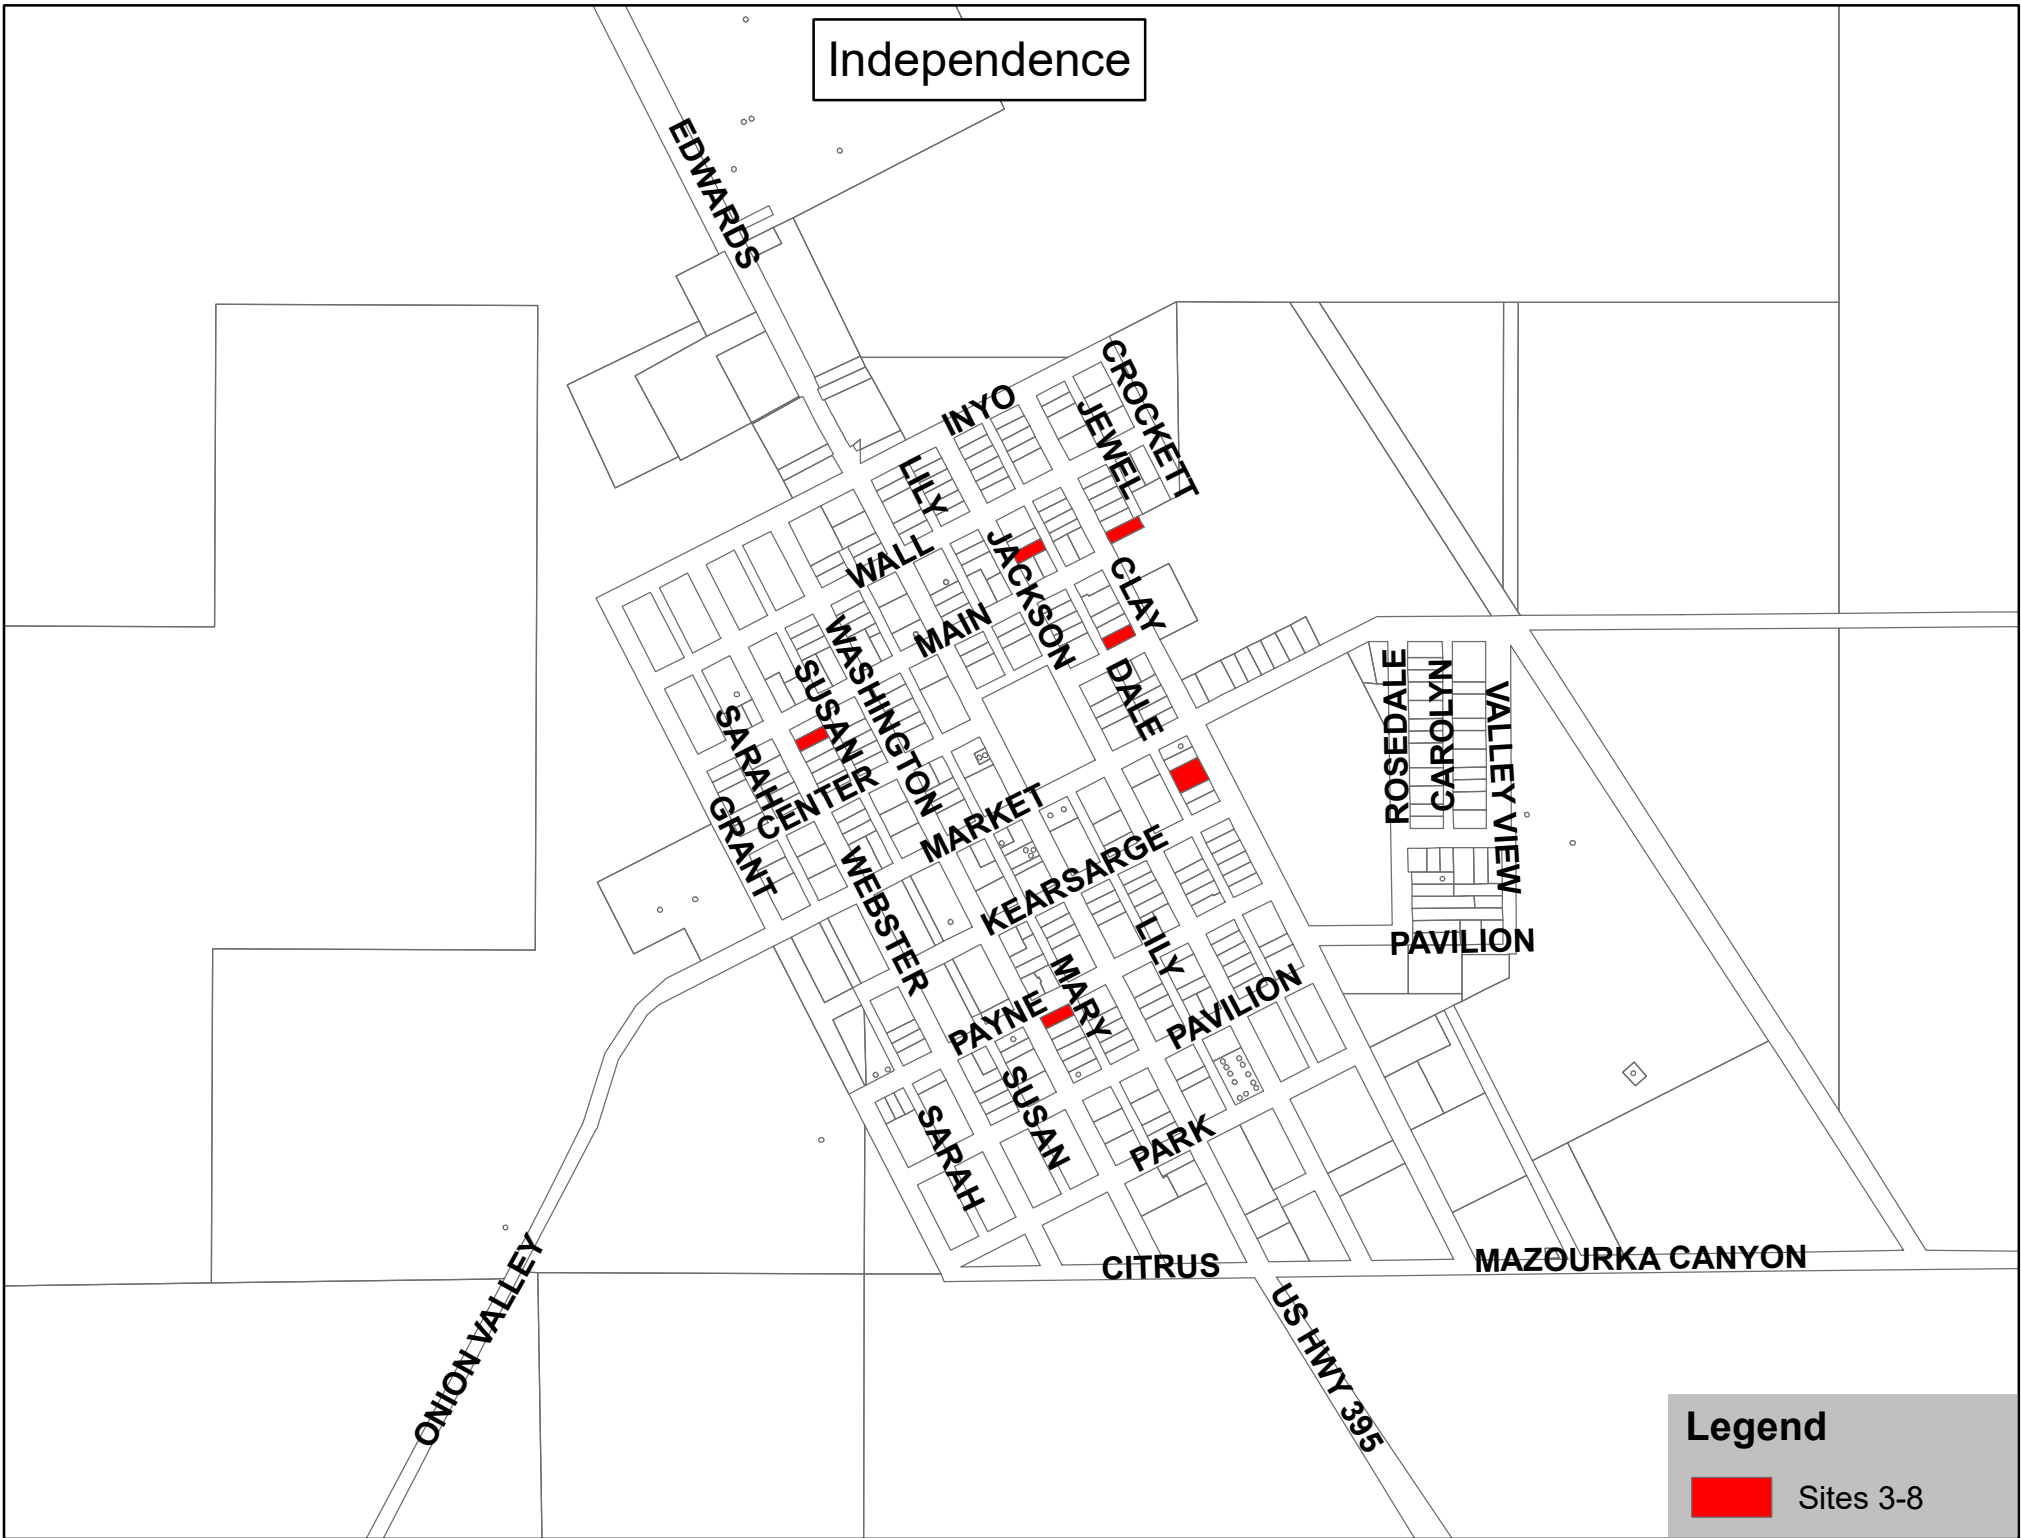 Independence
EDWARDS
CROCKETT
INYO
JEWEL
LILY
WALL
JACKSON
CLAY
MAIN
WASHINGTON
SUSAN
DALE
SARAH
ROSEDALE
CAROLYN
VALLEY VIEW
CENTER
GRANT
MARKET
KEARSARGE
WEBSTER
LILY
PAVILION
MARY
PAVILION
PAYNE
SUSAN
SARAH
PARK
CITRUS
MAZOURKA CANYON
ONION VALLEY
US HWY 395
Legend
Sites 3-8